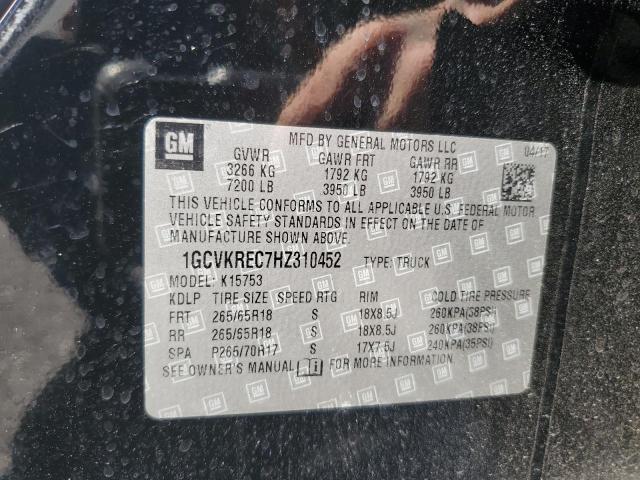 GM
MFD BY GENERAL MOTORS LLC
04/17
GVWR GAWR FRT GAWR RR
3266 KG 1792 KG 1792 KG
7200 LB 3950 LB 3950 LB
THIS VEHICLE CONFORMS TO ALL APPLICABLE U.S. FEDERAL MOTOR
VEHICLE SAFETY STANDARDS IN EFFECT ON THE DATE OF
MANUFACTURE SHOWN ABOVE.
1GCVKREC7HZ310452 TYPE: TRUCK
MODEL: K15753
KDLP TIRE SIZE SPEED RTG RIM COLD TIRE PRESSURE
FRT 265/65R18 S 18X8.5J 260KPA(38PSI)
RR 265/65R18 S 18X8.5J 260KPA(38PSI)
SPA P265/70R17 S 17X7.5J 240KPA(35PSI)
SEE OWNER'S MANUAL FOR MORE INFORMATION.